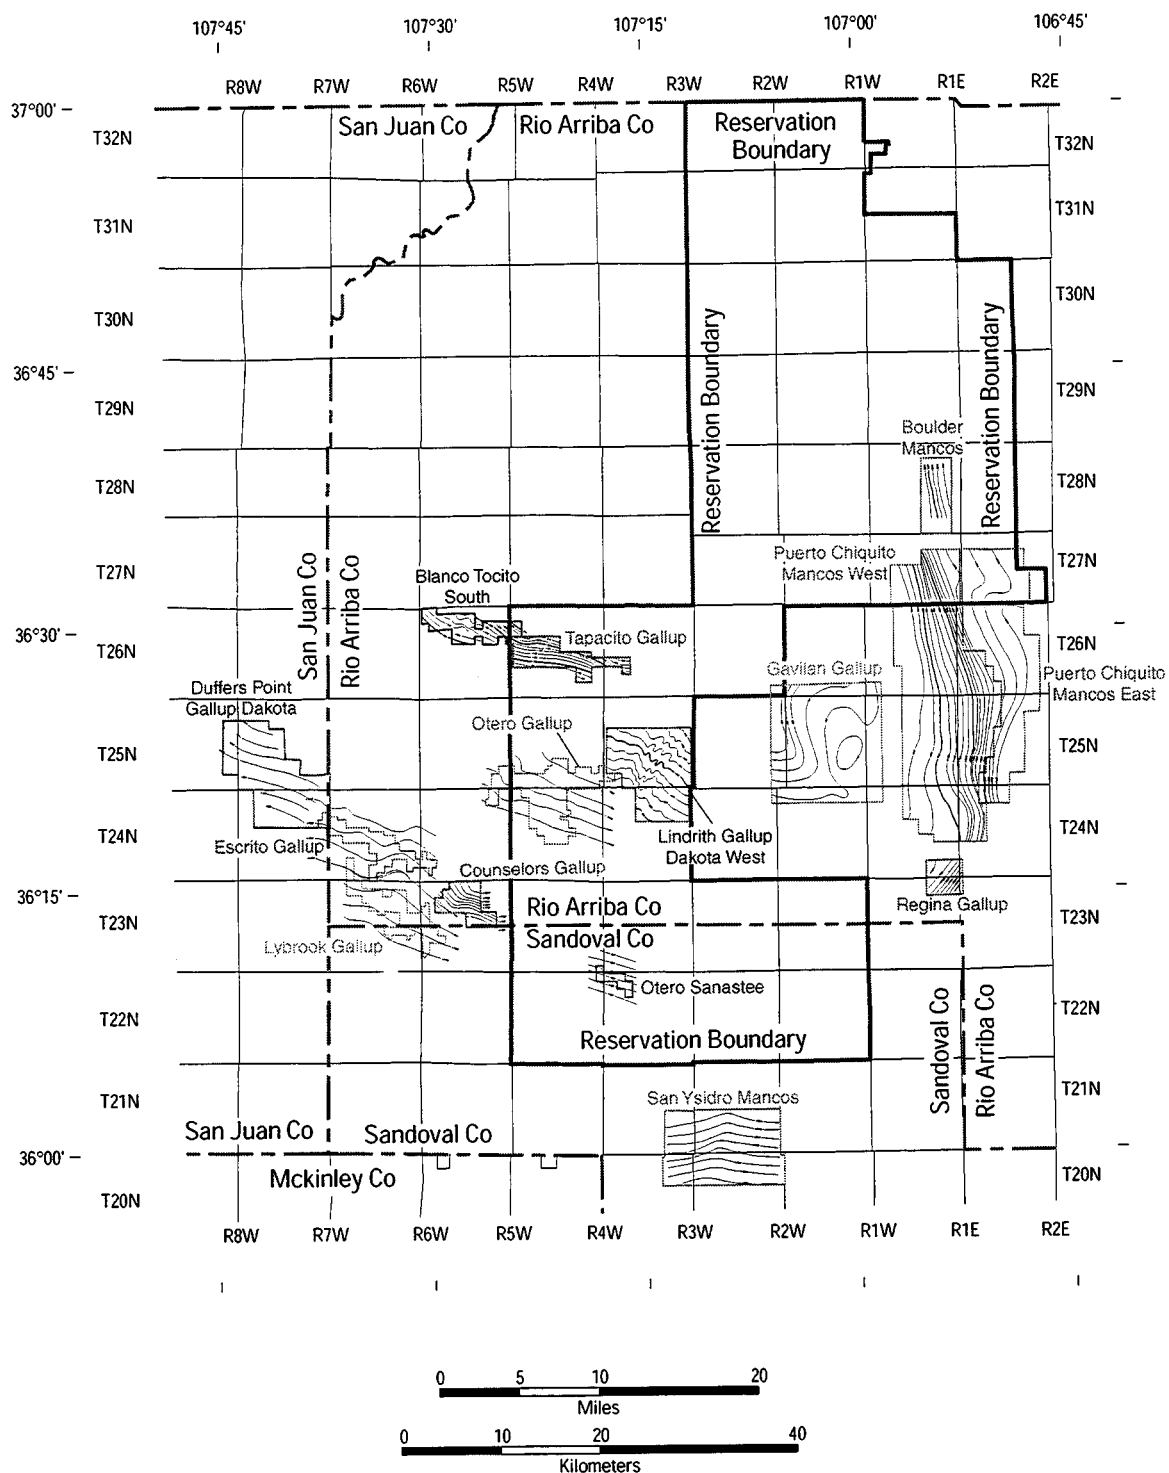 107°45'
107°30'
107°15'
107°00'
106°45'
R8W
R7W
R6W
R5W
R4W
R3W
R2W
R1W
R1E
R2E
37°00'
San Juan Co
Rio Arriba Co
Reservation
Boundary
T32N
T32N
T31N
T31N
T30N
T30N
Reservation Boundary
Reservation Boundary
36°45'
T29N
T29N
Boulder
Mancos
T28N
T28N
San Juan Co
Rio Arriba Co
T27N
T27N
Blanco Tocito
South
Puerto Chiquito
Mancos West
36°30'
T26N
T26N
Tapacito Gallup
Gavilan Gallup
Puerto Chiquito
Mancos East
Duffers Point
Gallup Dakota
Otero Gallup
T25N
T25N
T24N
T24N
Escrito Gallup
Lindrith Gallup
Dakota West
Counselors Gallup
36°15'
Regina Gallup
Rio Arriba Co
T23N
T23N
Sandoval Co
Lybrook Gallup
Otero Sanastee
T22N
T22N
Reservation Boundary
Sandoval Co
Rio Arriba Co
T21N
T21N
San Ysidro Mancos
San Juan Co
Sandoval Co
36°00'
Mckinley Co
T20N
T20N
R8W
R7W
R6W
R5W
R4W
R3W
R2W
R1W
R1E
R2E
0
5
10
20
Miles
0
10
20
40
Kilometers